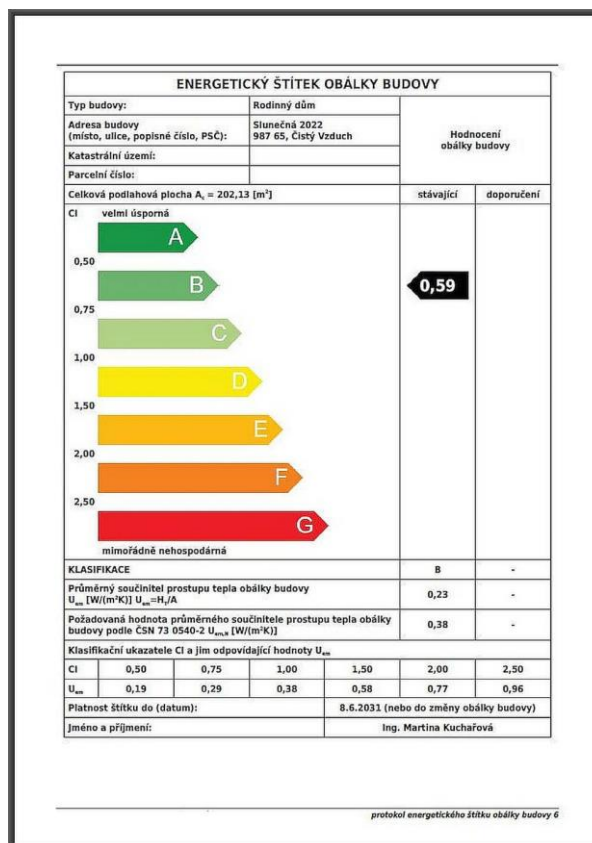 ENERGETICKÝ ŠTÍTEK OBÁLKY BUDOVY
Typ budovy: Rodinný dům
Adresa budovy
(místo, ulice, popisné číslo, PSČ):
Slunečná 2022
987 65, Čistý Vzduch
Hodnocení
obálky budovy
Katastrální území:
Parcelní číslo:
Celková podlahová plocha Ac = 202,13 [m²] stávající doporučení
CI velmi úsporná
A
0,50
B 0,59
0,75
C
1,00
D
1,50
E
2,00
F
2,50
G
mimořádně nehospodárná
KLASIFIKACE B -
Průměrný součinitel prostupu tepla obálky budovy
Uem [W/(m²K)] Uem=HT/A 0,23 -
Požadovaná hodnota průměrného součinitele prostupu tepla obálky
budovy podle ČSN 73 0540-2 Uem,N [W/(m²K)] 0,38 -
Klasifikační ukazatele CI a jim odpovídající hodnoty Uem
CI 0,50 0,75 1,00 1,50 2,00 2,50
Uem 0,19 0,29 0,38 0,58 0,77 0,96
Platnost štítku do (datum): 8.6.2031 (nebo do změny obálky budovy)
Jméno a příjmení: Ing. Martina Kuchařová
protokol energetického štítku obálky budovy 6